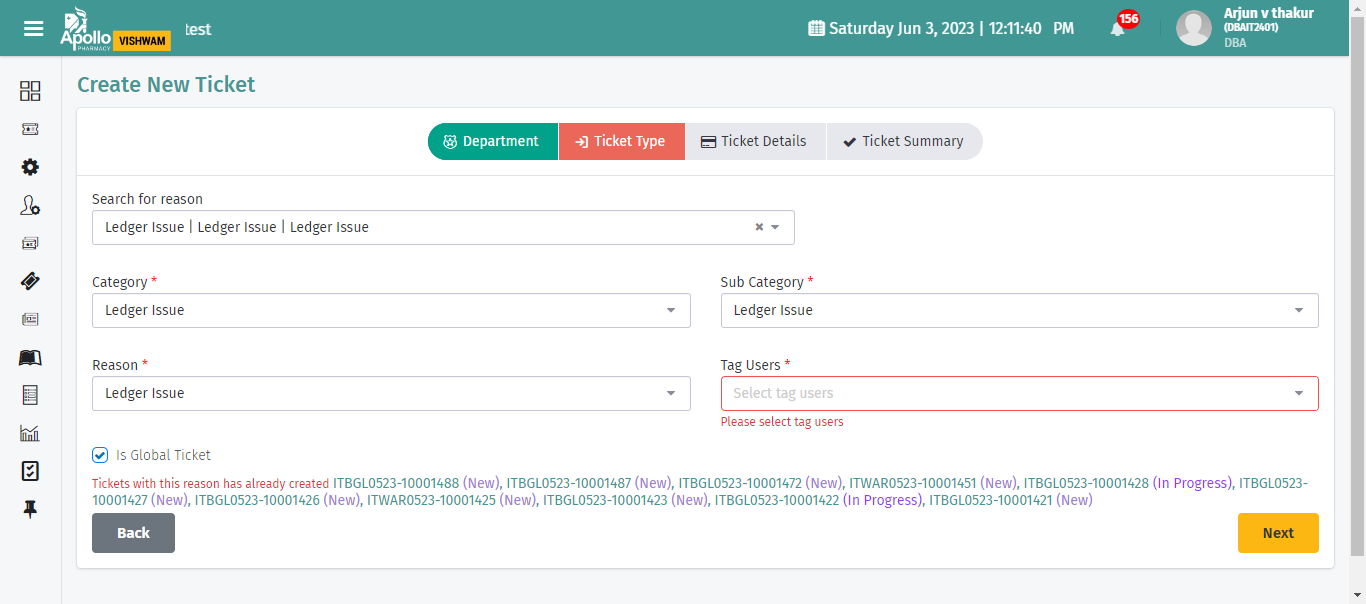 Apollo
PHARMACY
VISHWAM
test
Saturday Jun 3, 2023 | 12:11:40 PM
156
Arjun v thakur
(DBAIT2401)
DBA
Create New Ticket
Department
Ticket Type
Ticket Details
Ticket Summary
Search for reason
Ledger Issue | Ledger Issue | Ledger Issue
Category *
Sub Category *
Ledger Issue
Ledger Issue
Reason *
Tag Users *
Ledger Issue
Select tag users
Please select tag users
Is Global Ticket
Tickets with this reason has already created ITBGL0523-10001488 (New), ITBGL0523-10001487 (New), ITBGL0523-10001472 (New), ITWAR0523-10001451 (New), ITBGL0523-10001428 (In Progress), ITBGL0523-
10001427 (New), ITBGL0523-10001426 (New), ITWAR0523-10001425 (New), ITBGL0523-10001423 (New), ITBGL0523-10001422 (In Progress), ITBGL0523-10001421 (New)
Back
Next